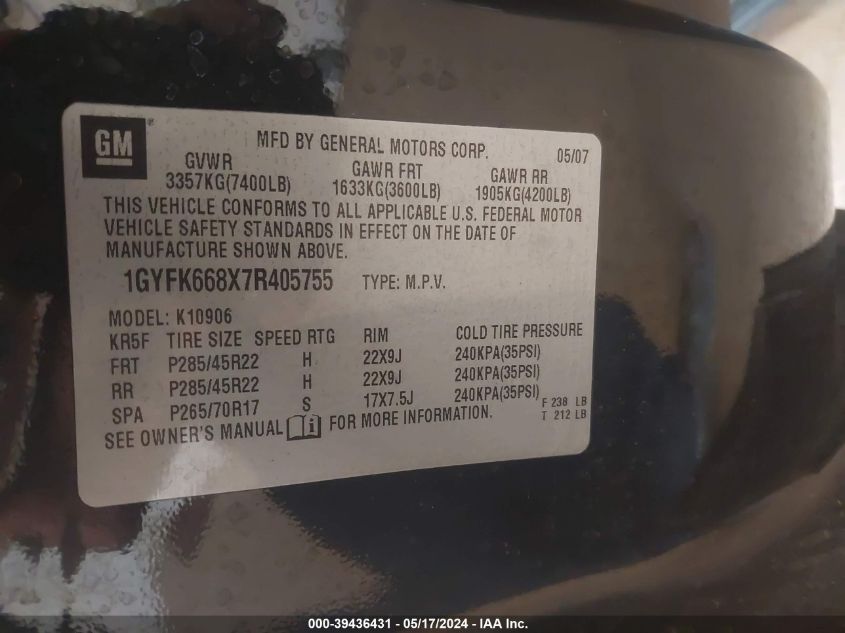 GM
MFD BY GENERAL MOTORS CORP. 05/07
GVWR GAWR FRT GAWR RR
3357KG(7400LB) 1633KG(3600LB) 1905KG(4200LB)
THIS VEHICLE CONFORMS TO ALL APPLICABLE U.S. FEDERAL MOTOR
VEHICLE SAFETY STANDARDS IN EFFECT ON THE DATE OF
MANUFACTURE SHOWN ABOVE.
1GYFK668X7R405755 TYPE: M.P.V.
MODEL: K10906
KR5F TIRE SIZE SPEED RTG RIM COLD TIRE PRESSURE
FRT P285/45R22 H 22X9J 240KPA(35PSI)
RR P285/45R22 H 22X9J 240KPA(35PSI)
SPA P265/70R17 S 17X7.5J 240KPA(35PSI) F 238 LB
T 212 LB
SEE OWNER'S MANUAL i FOR MORE INFORMATION.
000-39436431 - 05/17/2024 - IAA Inc.